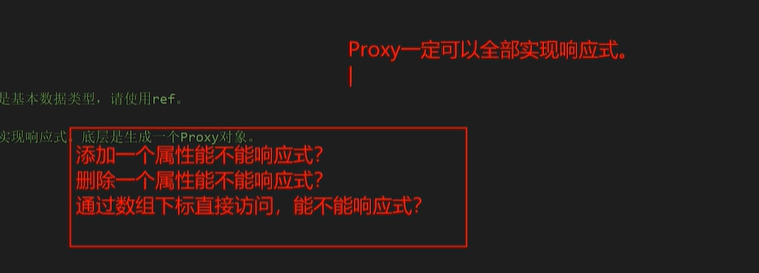 Proxy一定可以全部实现响应式。
是基本数据类型，请使用ref。
实现响应式，底层是生成一个Proxy对象。
添加一个属性能不能响应式？
删除一个属性能不能响应式？
通过数组下标直接访问，能不能响应式？